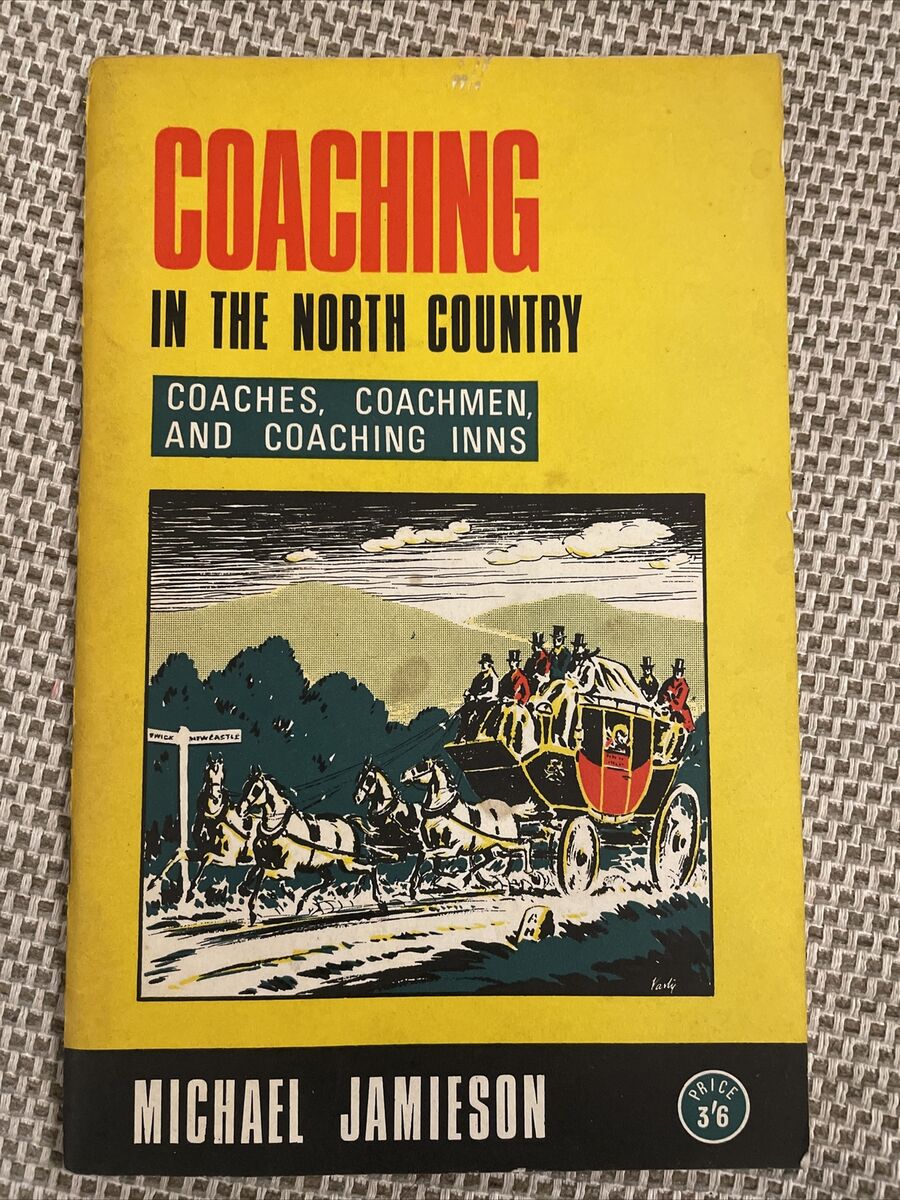 COACHING
IN THE NORTH COUNTRY
COACHES, COACHMEN,
AND COACHING INNS
NEWCASTLE
MICHAEL JAMIESON
PRICE
3'6